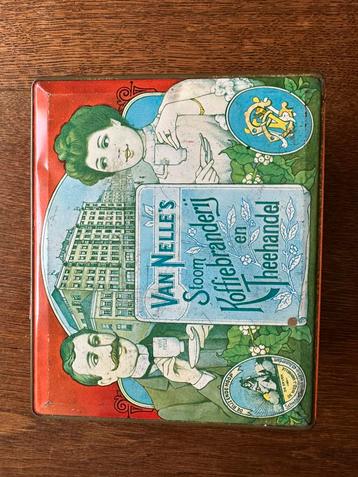 VAN NELLE'S
Stoom
Koffiebranderij
en
Theehandel